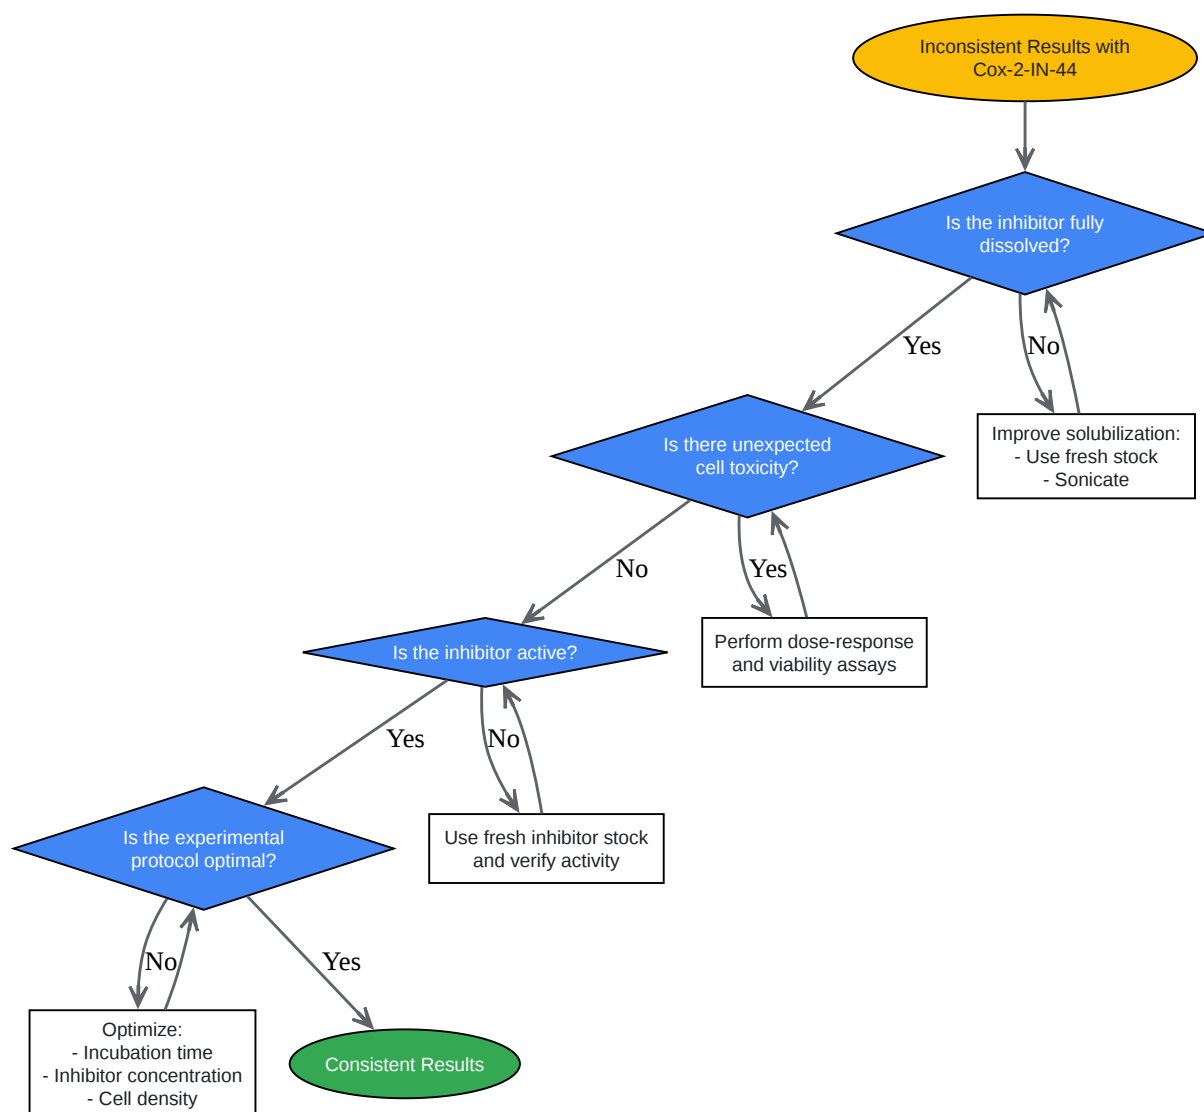 Inconsistent Results with
Cox-2-IN-44
Is the inhibitor fully
dissolved?
Yes
No
Improve solubilization:
- Use fresh stock
- Sonicate
Is there unexpected
cell toxicity?
No
Yes
Perform dose-response
and viability assays
Is the inhibitor active?
Yes
No
Use fresh inhibitor stock
and verify activity
Is the experimental
protocol optimal?
No
Yes
Optimize:
- Incubation time
- Inhibitor concentration
- Cell density
Consistent Results